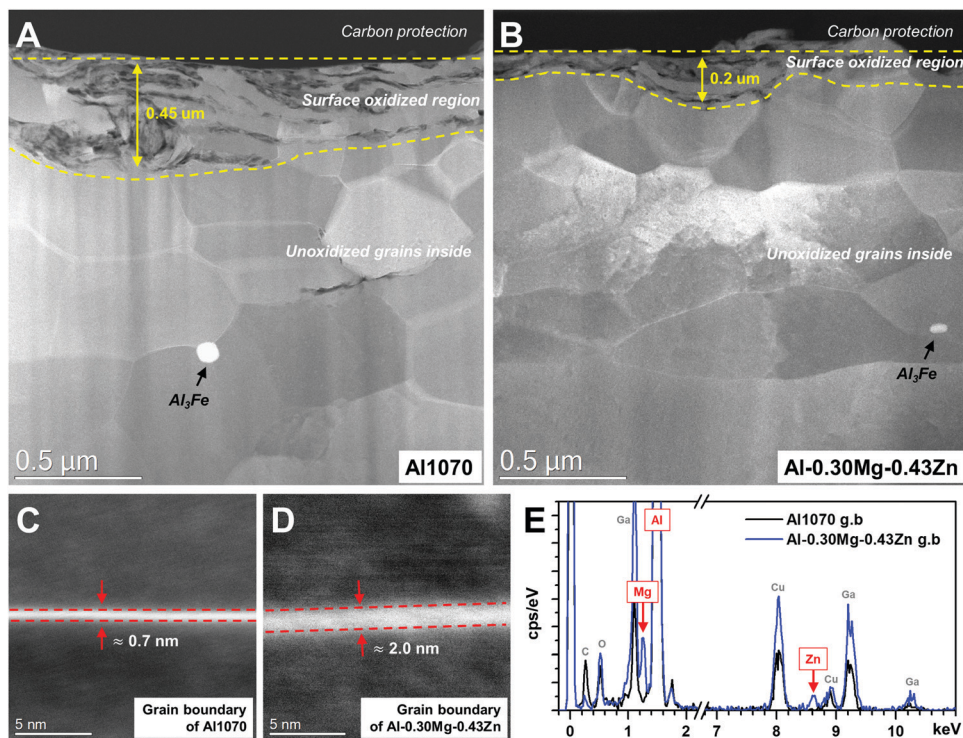 A
Carbon protection
0.45 um
Surface oxidized region
Unoxidized grains inside
Al₃Fe
0.5 μm
Al1070
B
Carbon protection
Surface oxidized region
0.2 um
Unoxidized grains inside
Al₃Fe
0.5 μm
Al-0.30Mg-0.43Zn
C
≈ 0.7 nm
5 nm
Grain boundary
of Al1070
D
≈ 2.0 nm
5 nm
Grain boundary
of Al-0.30Mg-0.43Zn
E
cps/eV
Ga
Al
Al1070 g.b
Al-0.30Mg-0.43Zn g.b
Mg
C
O
Cu
Ga
Zn
Cu
Ga
0 1 2 7 8 9 10 keV